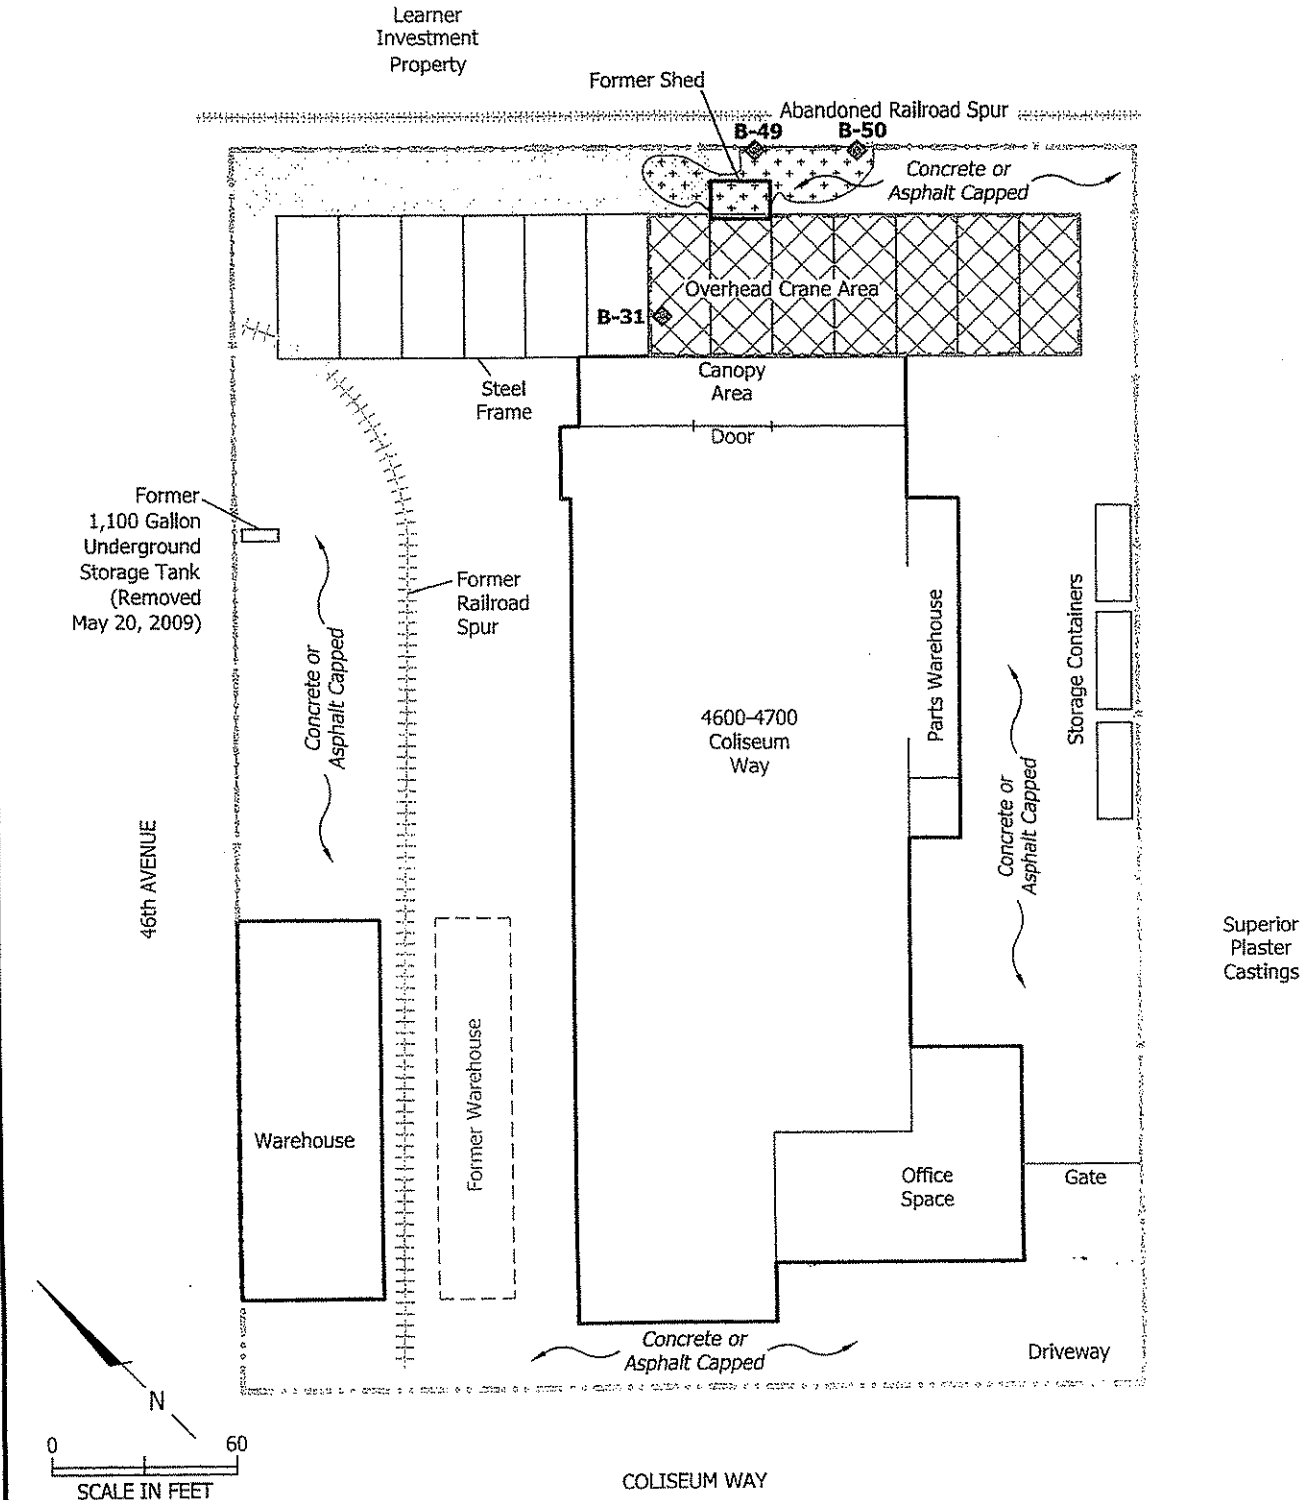 Learner
Investment
Property
Former Shed
Abandoned Railroad Spur
B-49
B-50
Concrete or
Asphalt Capped
Overhead Crane Area
B-31
Canopy
Area
Steel
Frame
Door
Former
1,100 Gallon
Underground
Storage Tank
(Removed
May 20, 2009)
Former
Railroad
Spur
Concrete or
Asphalt Capped
4600-4700
Coliseum
Way
Parts Warehouse
Storage Containers
Concrete or
Asphalt Capped
46th AVENUE
Superior
Plaster
Castings
Former Warehouse
Warehouse
Office
Space
Gate
Concrete or
Asphalt Capped
Driveway
N
0 60
SCALE IN FEET
COLISEUM WAY